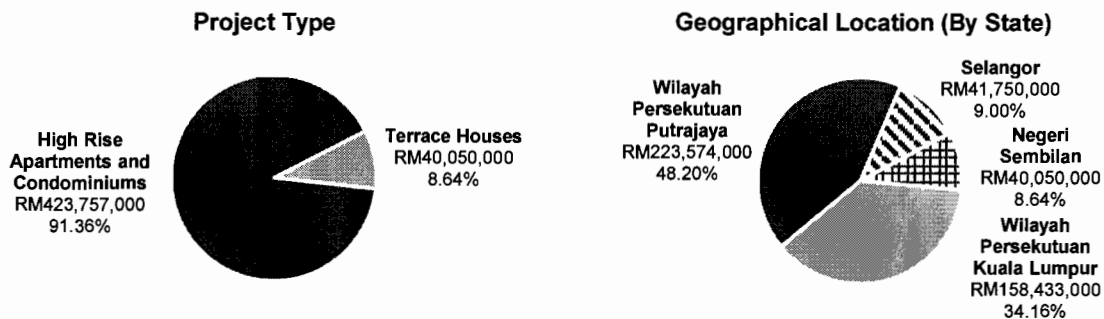 Project Type
High Rise
Apartments and
Condominiums
RM423,757,000
91.36%
Terrace Houses
RM40,050,000
8.64%
Geographical Location (By State)
Wilayah
Persekutuan
Putrajaya
RM223,574,000
48.20%
Selangor
RM41,750,000
9.00%
Negeri
Sembilan
RM40,050,000
8.64%
Wilayah
Persekutuan
Kuala Lumpur
RM158,433,000
34.16%